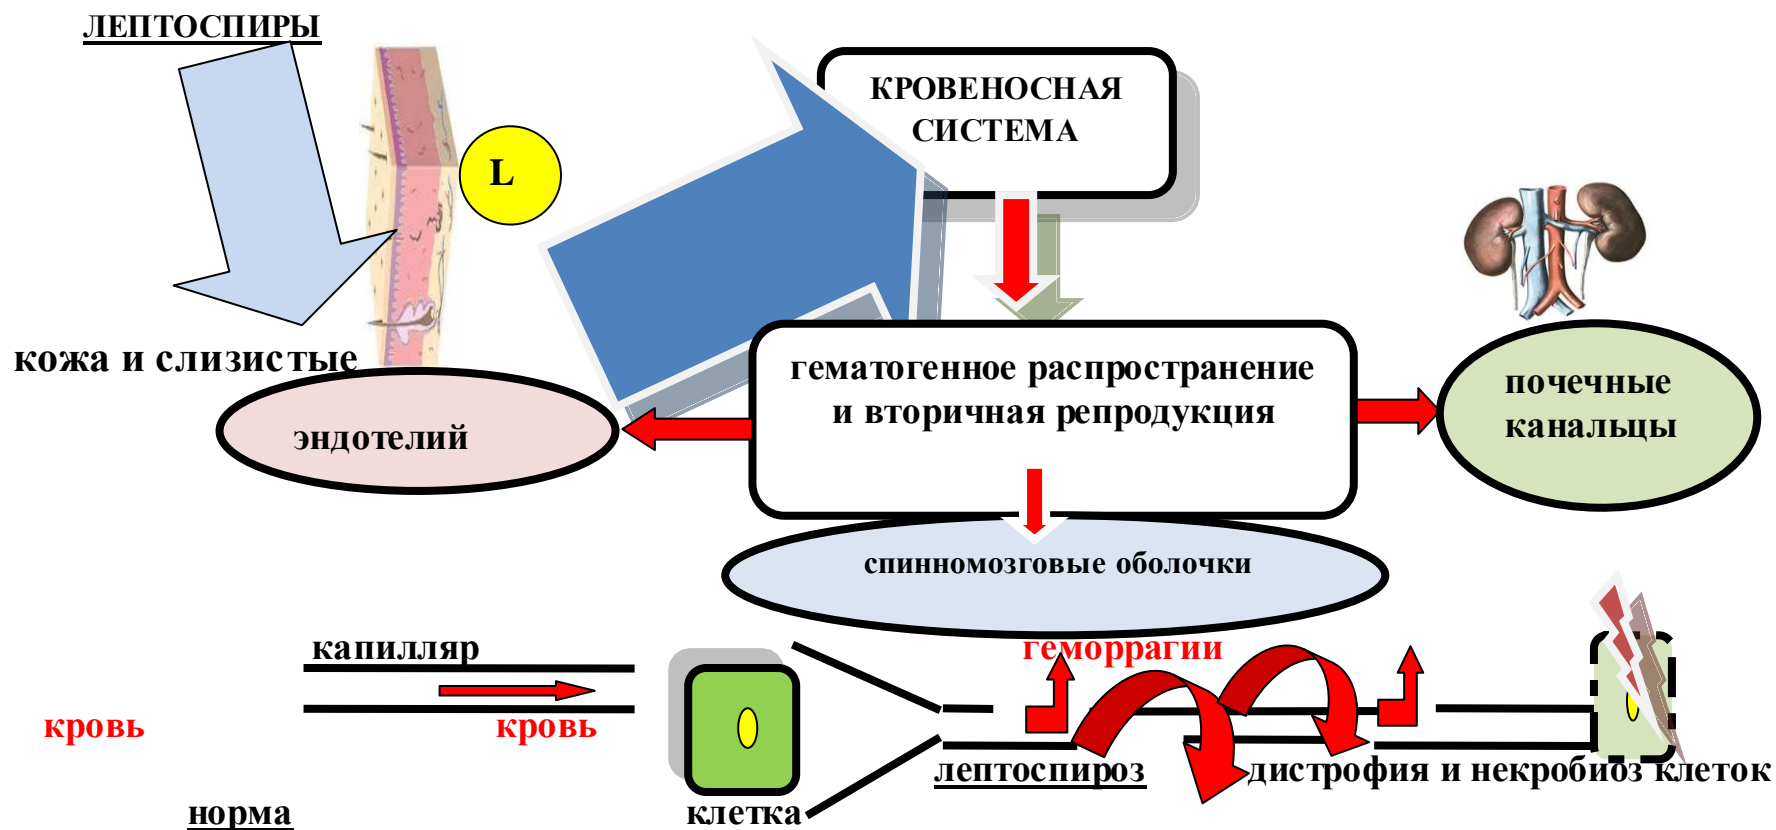 ЛЕПТОСПИРЫ
L
КРОВЕНОСНАЯ
СИСТЕМА
кожа и слизистые
гематогенное распространение
и вторичная репродукция
почечные
канальцы
эндотелий
спинномозговые оболочки
капилляр
геморрагии
кровь
кровь
лептоспироз
дистрофия и некробиоз клеток
норма
клетка